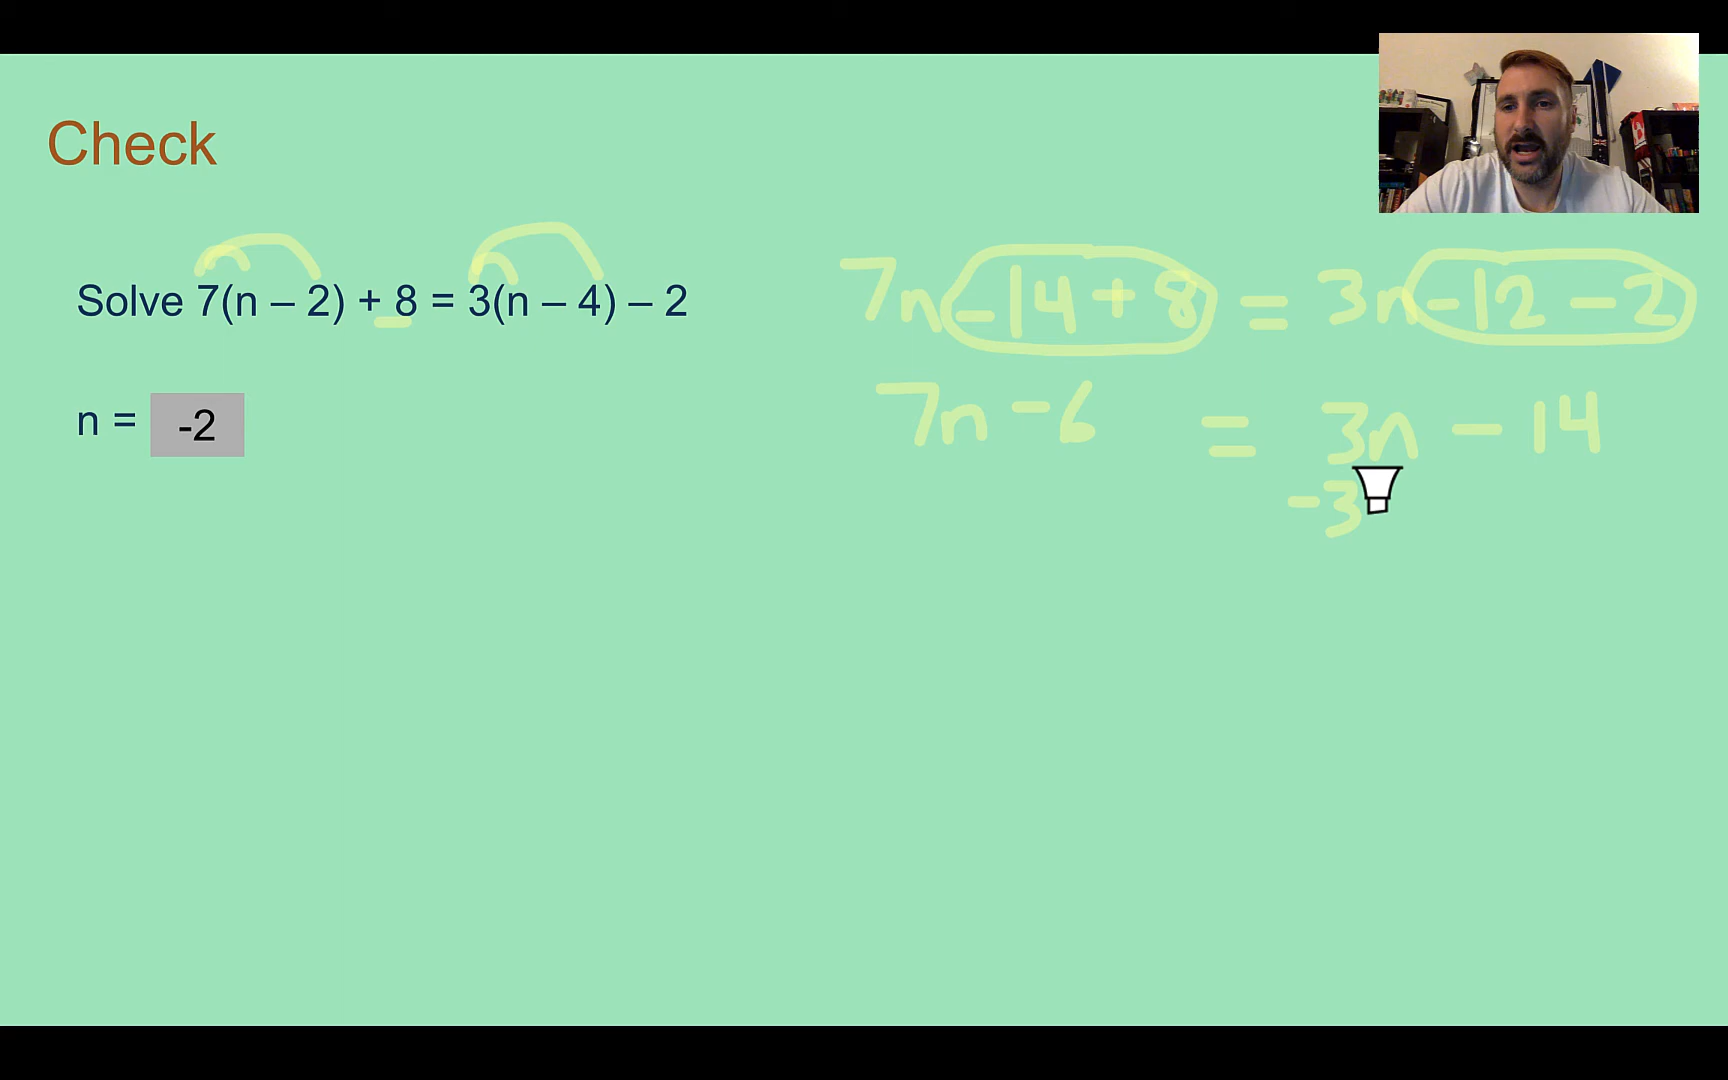 Check
Solve 7(n – 2) + 8 = 3(n – 4) – 2
n = -2
7n -14 + 8 = 3n -12 - 2
7n - 6 = 3n - 14
-3